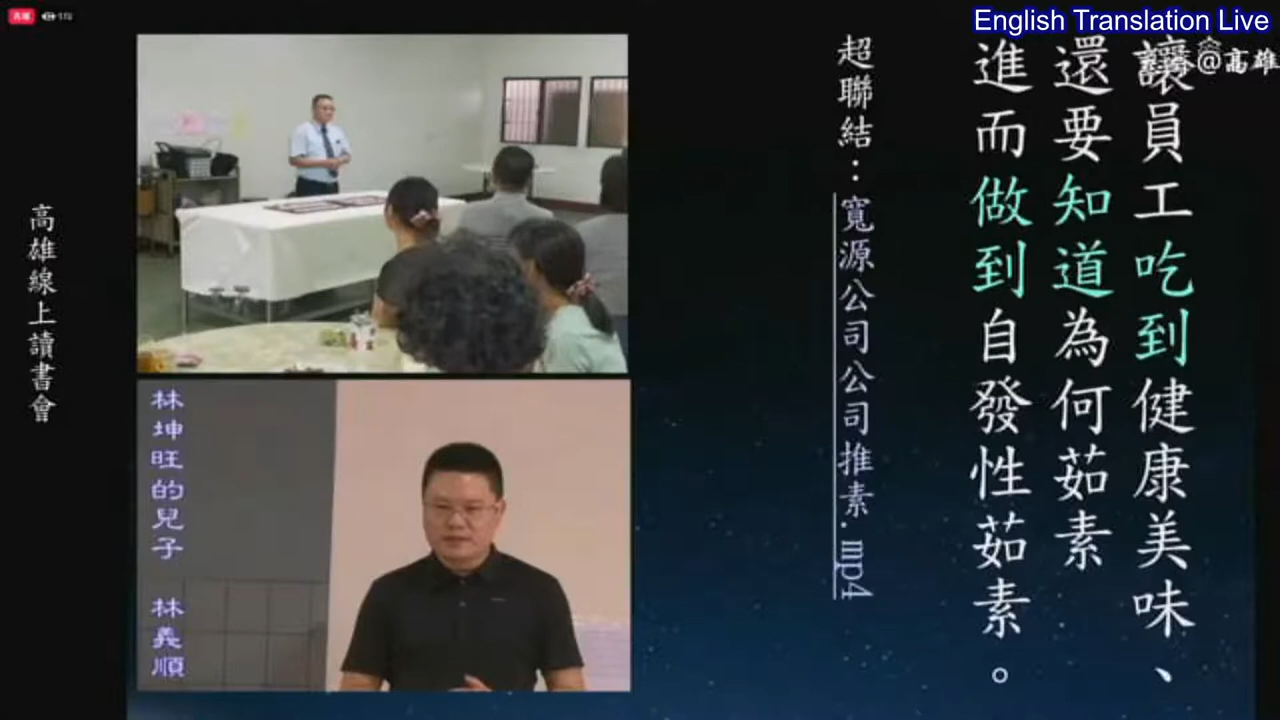 English Translation Live
@高雄
讓員工吃到健康美味、
還要知道為何茹素
進而做到自發性茹素。
超聯結：寬源公司公司推素.mp4
林坤旺的兒子 林義順
高雄線上讀書會